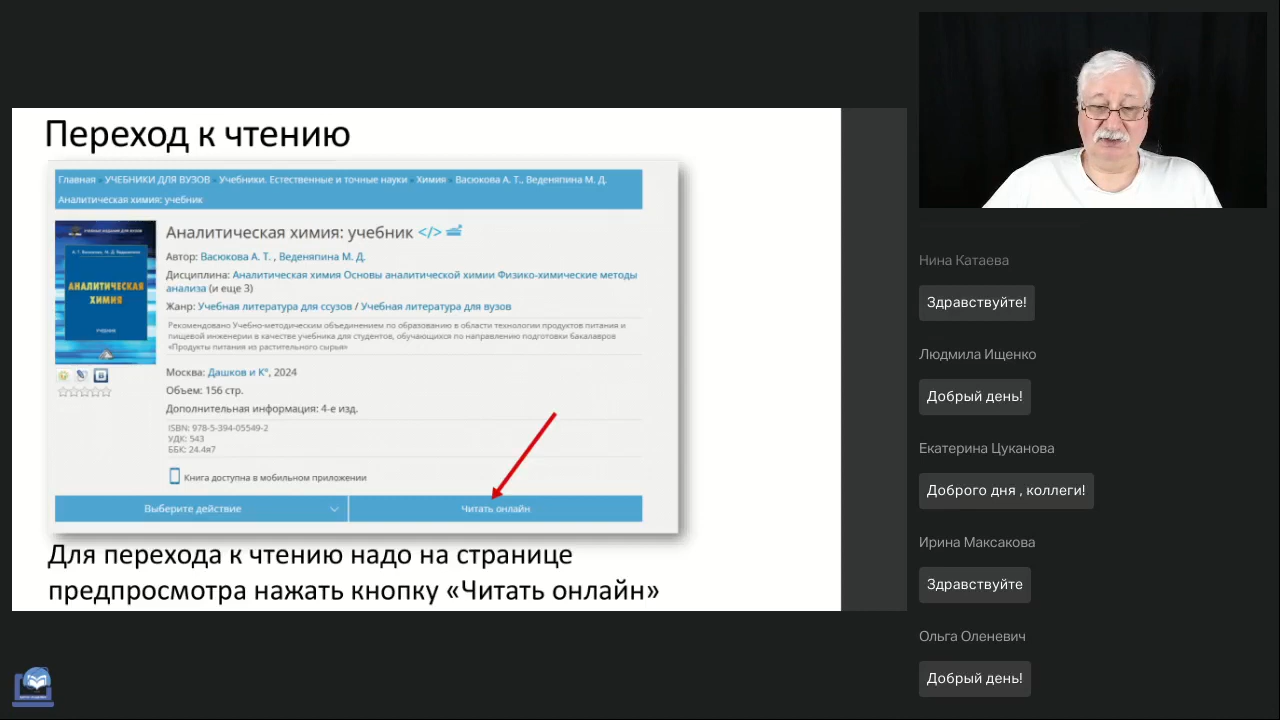 Переход к чтению
Главная УЧЕБНИКИ ДЛЯ ВУЗОВ Учебники. Естественные и точные науки Химия Васюкова А. Т., Веденяпина М. Д.
Аналитическая химия: учебник
Аналитическая химия: учебник </>
Автор: Васюкова А. Т. , Веденяпина М. Д.
Дисциплина: Аналитическая химия Основы аналитической химии Физико-химические методы
анализа (и еще 3)
Жанр: Учебная литература для ссузов / Учебная литература для вузов
Рекомендовано Учебно-методическим объединением по образованию в области технологии продуктов питания и
пищевой инженерии в качестве учебника для студентов, обучающихся по направлению подготовки бакалавров
«Продукты питания из растительного сырья»
АНАЛИТИЧЕСКАЯ
ХИМИЯ
Москва: Дашков и К°, 2024
Объем: 156 стр.
Дополнительная информация: 4-е изд.
ISBN: 978-5-394-05549-2
УДК: 543
ББК: 24.4я7
Книга доступна в мобильном приложении
Выберите действие
Читать онлайн
Для перехода к чтению надо на странице
предпросмотра нажать кнопку «Читать онлайн»
Нина Катаева
Здравствуйте!
Людмила Ищенко
Добрый день!
Екатерина Цуканова
Доброго дня , коллеги!
Ирина Максакова
Здравствуйте
Ольга Оленевич
Добрый день!